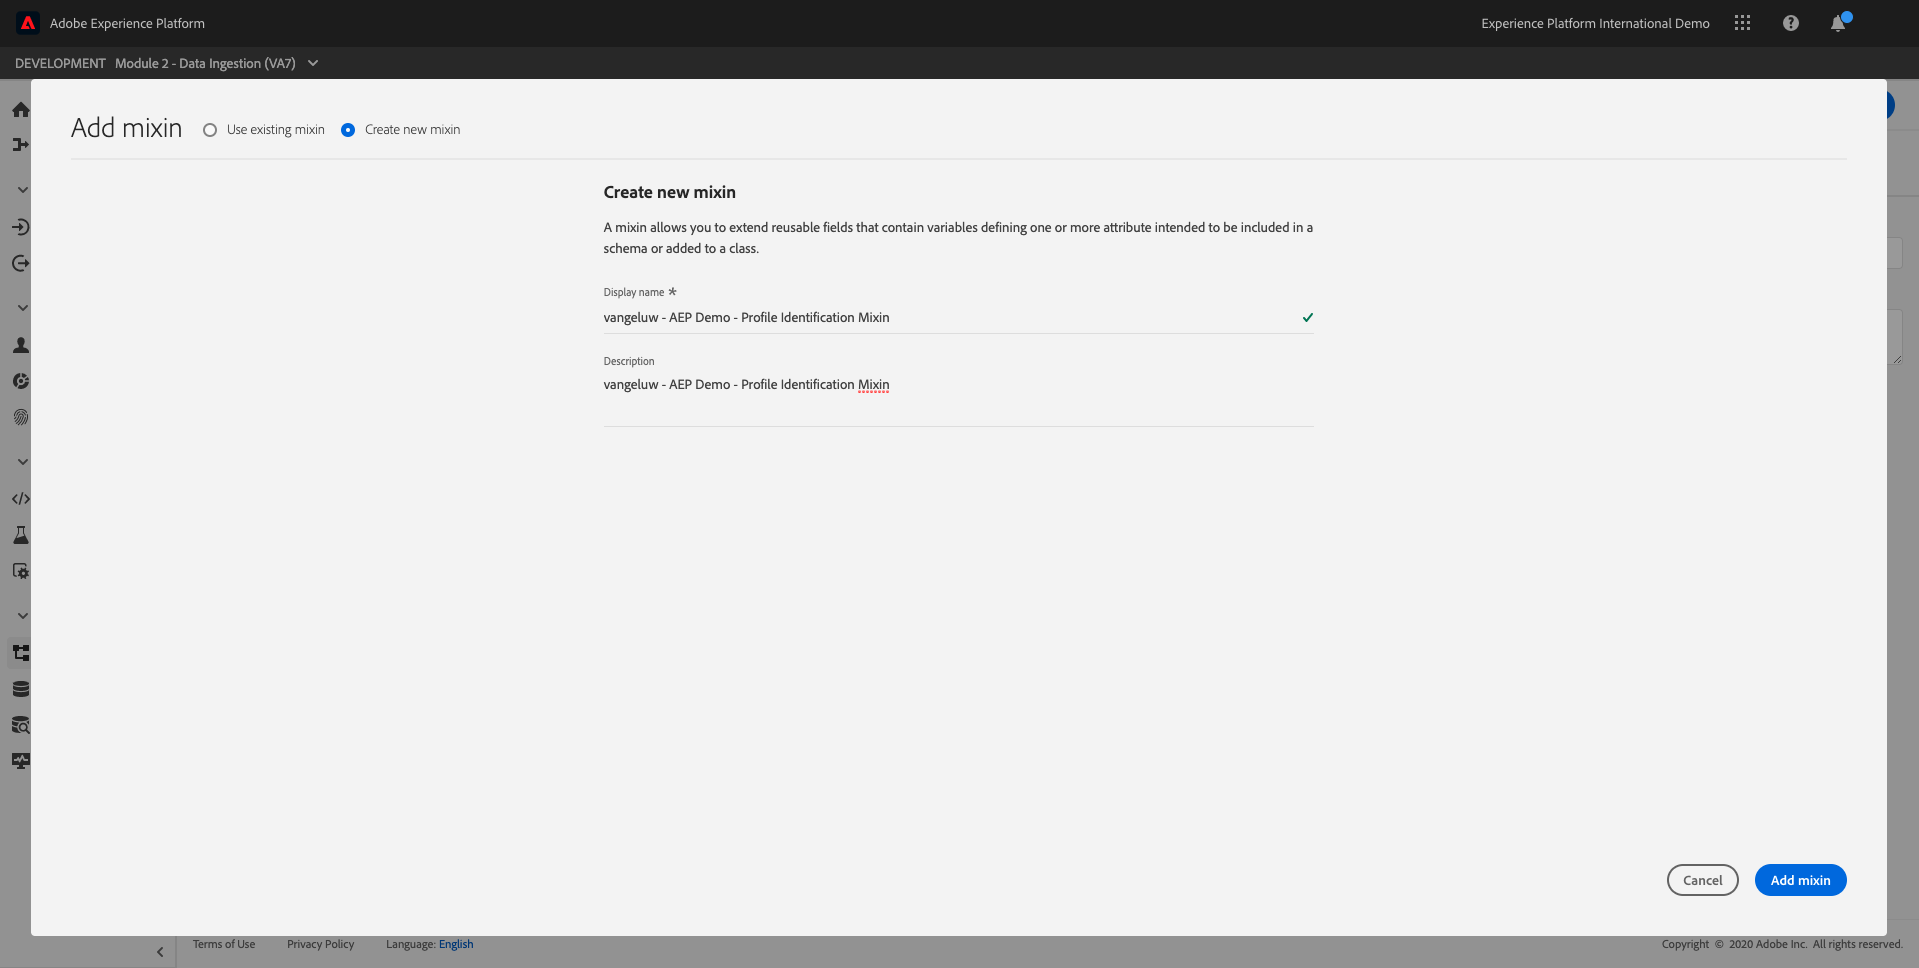 Adobe Experience Platform
Experience Platform International Demo
DEVELOPMENT Module 2 - Data Ingestion (VA7)
Add mixin Use existing mixin Create new mixin
Create new mixin
A mixin allows you to extend reusable fields that contain variables defining one or more attribute intended to be included in a
schema or added to a class.
Display name *
vangeluw - AEP Demo - Profile Identification Mixin
Description
vangeluw - AEP Demo - Profile Identification Mixin
Cancel Add mixin
Terms of Use Privacy Policy Language: English
Copyright © 2020 Adobe Inc. All rights reserved.